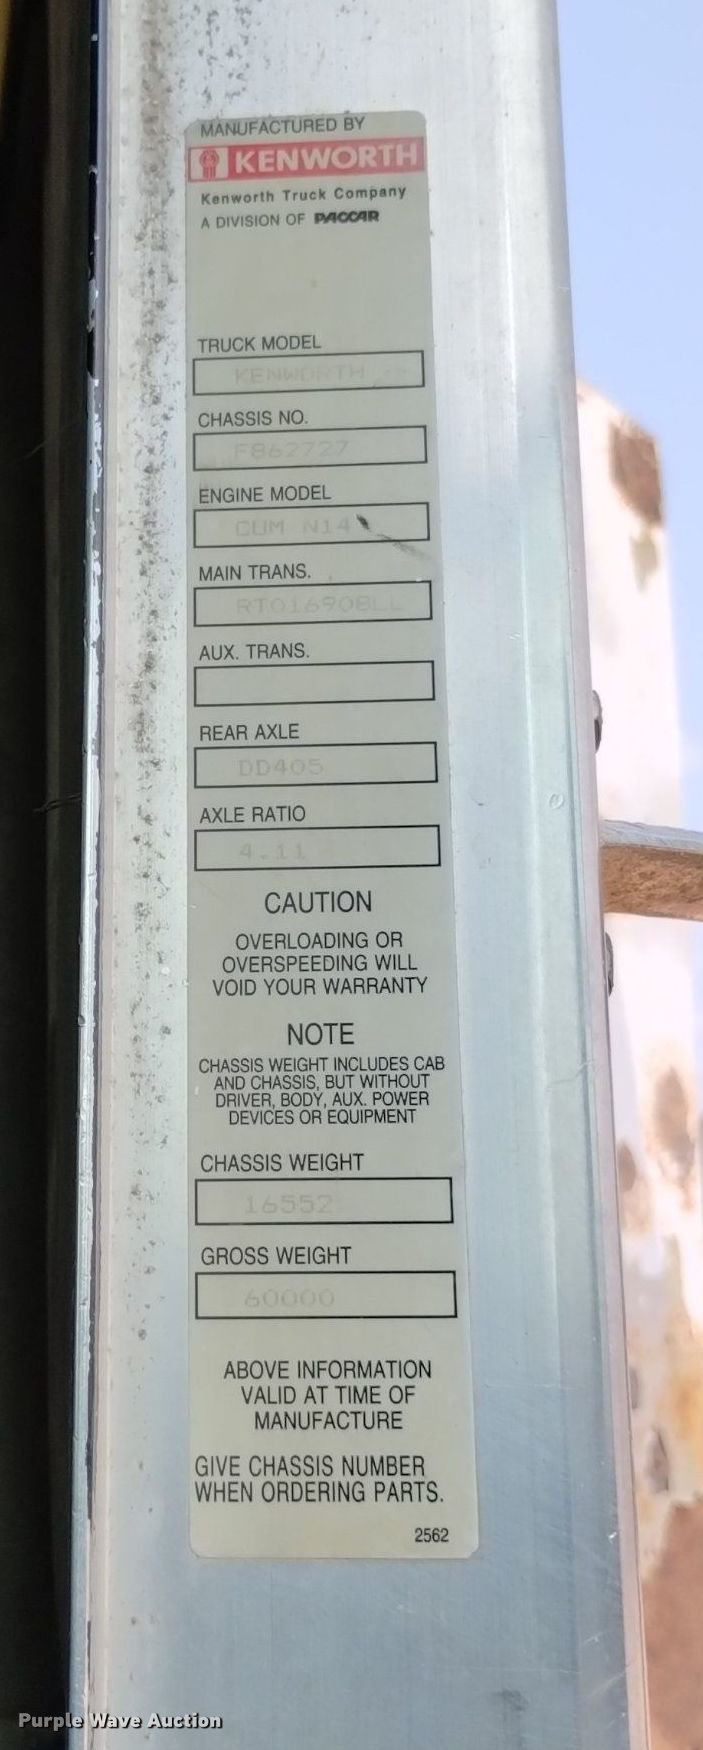 MANUFACTURED BY
KENWORTH
Kenworth Truck Company
A DIVISION OF PACCAR
TRUCK MODEL
KENWORTH
CHASSIS NO.
F862727
ENGINE MODEL
CUM N14
MAIN TRANS.
RTO16908LL
AUX. TRANS.
REAR AXLE
DD405
AXLE RATIO
4.11
CAUTION
OVERLOADING OR
OVERSPEEDING WILL
VOID YOUR WARRANTY
NOTE
CHASSIS WEIGHT INCLUDES CAB
AND CHASSIS, BUT WITHOUT
DRIVER, BODY, AUX. POWER
DEVICES OR EQUIPMENT
CHASSIS WEIGHT
16552
GROSS WEIGHT
60000
ABOVE INFORMATION
VALID AT TIME OF
MANUFACTURE
GIVE CHASSIS NUMBER
WHEN ORDERING PARTS.
2562
Purple Wave Auction